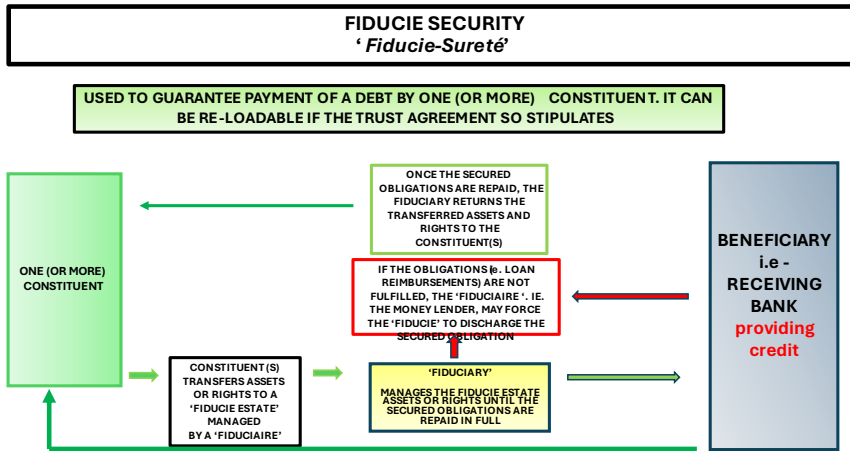 FIDUCIE SECURITY
‘ Fiducie-Sureté’
USED TO GUARANTEE PAYMENT OF A DEBT BY ONE (OR MORE) CONSTITUENT. IT CAN
BE RE-LOADABLE IF THE TRUST AGREEMENT SO STIPULATES
ONCE THE SECURED
OBLIGATIONS ARE REPAID, THE
FIDUCIARY RETURNS THE
TRANSFERRED ASSETS AND
RIGHTS TO THE
CONSTITUENT(S)
ONE (OR MORE)
CONSTITUENT
IF THE OBLIGATIONS (e. LOAN
REIMBURSEMENTS) ARE NOT
FULFILLED, THE ‘FIDUCIAIRE ‘. IE.
THE MONEY LENDER, MAY FORCE
THE ‘FIDUCIE’ TO DISCHARGE THE
SECURED OBLIGATION
BENEFICIARY
i.e -
RECEIVING
BANK
providing
credit
CONSTITUENT(S)
TRANSFERS ASSETS
OR RIGHTS TO A
‘FIDUCIE ESTATE’
MANAGED
BY A ‘FIDUCIAIRE’
‘FIDUCIARY’
MANAGES THE FIDUCIE ESTATE
ASSETS OR RIGHTS UNTIL THE
SECURED OBLIGATIONS ARE
REPAID IN FULL